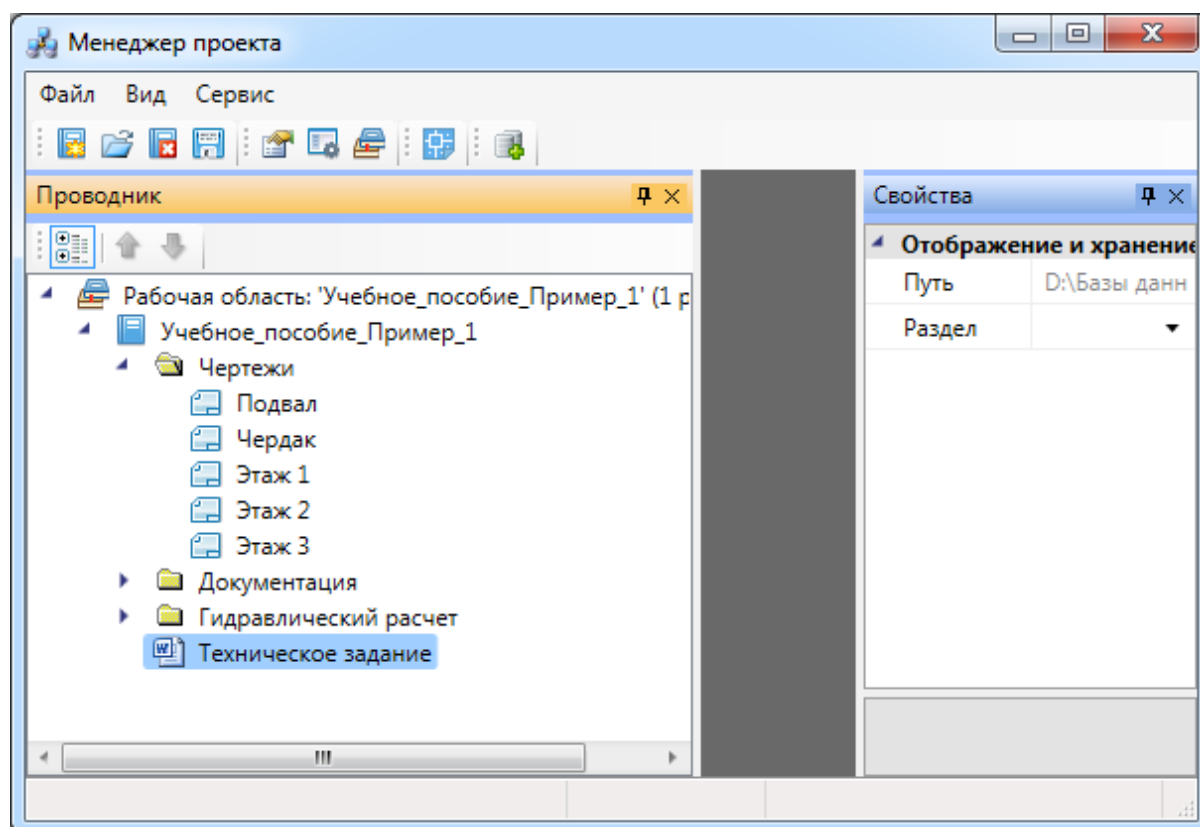 Менеджер проекта
Файл Вид Сервис
Проводник
Рабочая область: 'Учебное_пособие_Пример_1' (1 р
Учебное_пособие_Пример_1
Чертежи
Подвал
Чердак
Этаж 1
Этаж 2
Этаж 3
Документация
Гидравлический расчет
Техническое задание
Свойства
Отображение и хранение
Путь D:\Базы данн
Раздел